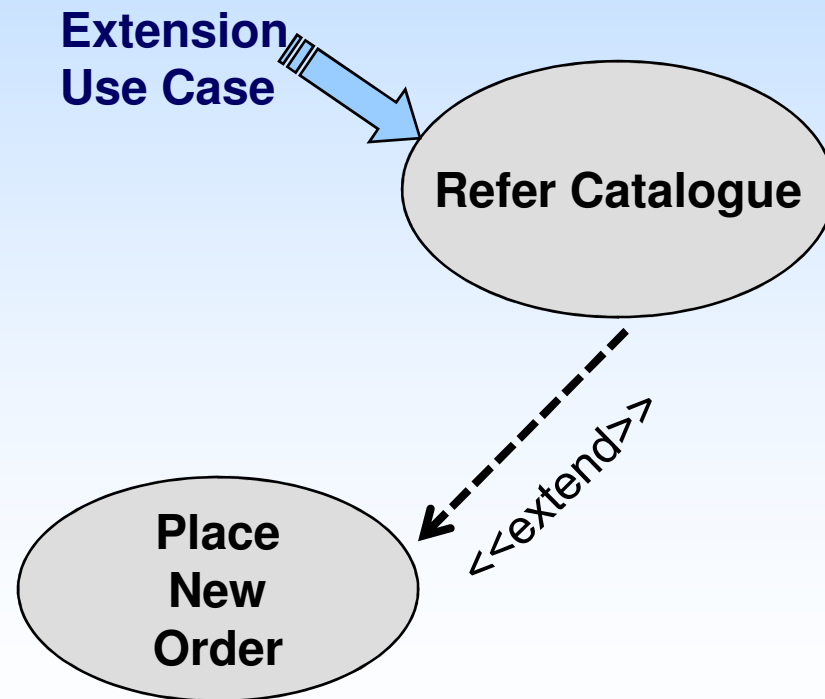 Extension
Use Case
Refer Catalogue
<<extend>>
Place
New
Order